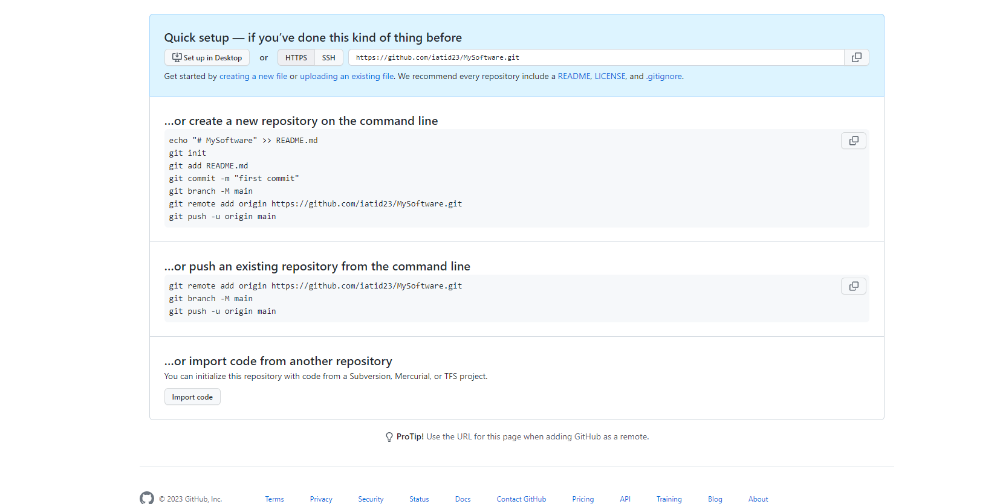 Quick setup — if you’ve done this kind of thing before
Set up in Desktop or HTTPS SSH https://github.com/iatid23/MySoftware.git
Get started by creating a new file or uploading an existing file. We recommend every repository include a README, LICENSE, and .gitignore.
…or create a new repository on the command line
echo "# MySoftware" >> README.md
git init
git add README.md
git commit -m "first commit"
git branch -M main
git remote add origin https://github.com/iatid23/MySoftware.git
git push -u origin main
…or push an existing repository from the command line
git remote add origin https://github.com/iatid23/MySoftware.git
git branch -M main
git push -u origin main
…or import code from another repository
You can initialize this repository with code from a Subversion, Mercurial, or TFS project.
Import code
ProTip! Use the URL for this page when adding GitHub as a remote.
© 2023 GitHub, Inc. Terms Privacy Security Status Docs Contact GitHub Pricing API Training Blog About